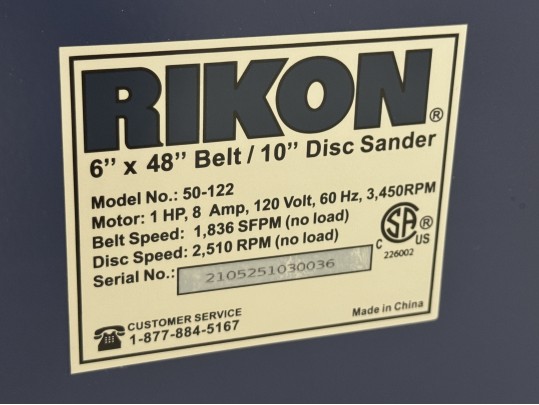 RIKON®
6” x 48” Belt / 10” Disc Sander
Model No.: 50-122
Motor: 1 HP, 8 Amp, 120 Volt, 60 Hz, 3,450RPM
Belt Speed: 1,836 SFPM (no load)
Disc Speed: 2,510 RPM (no load)
Serial No.: 2105251030036
C SA ® US
226002
CUSTOMER SERVICE
1-877-884-5167
Made in China